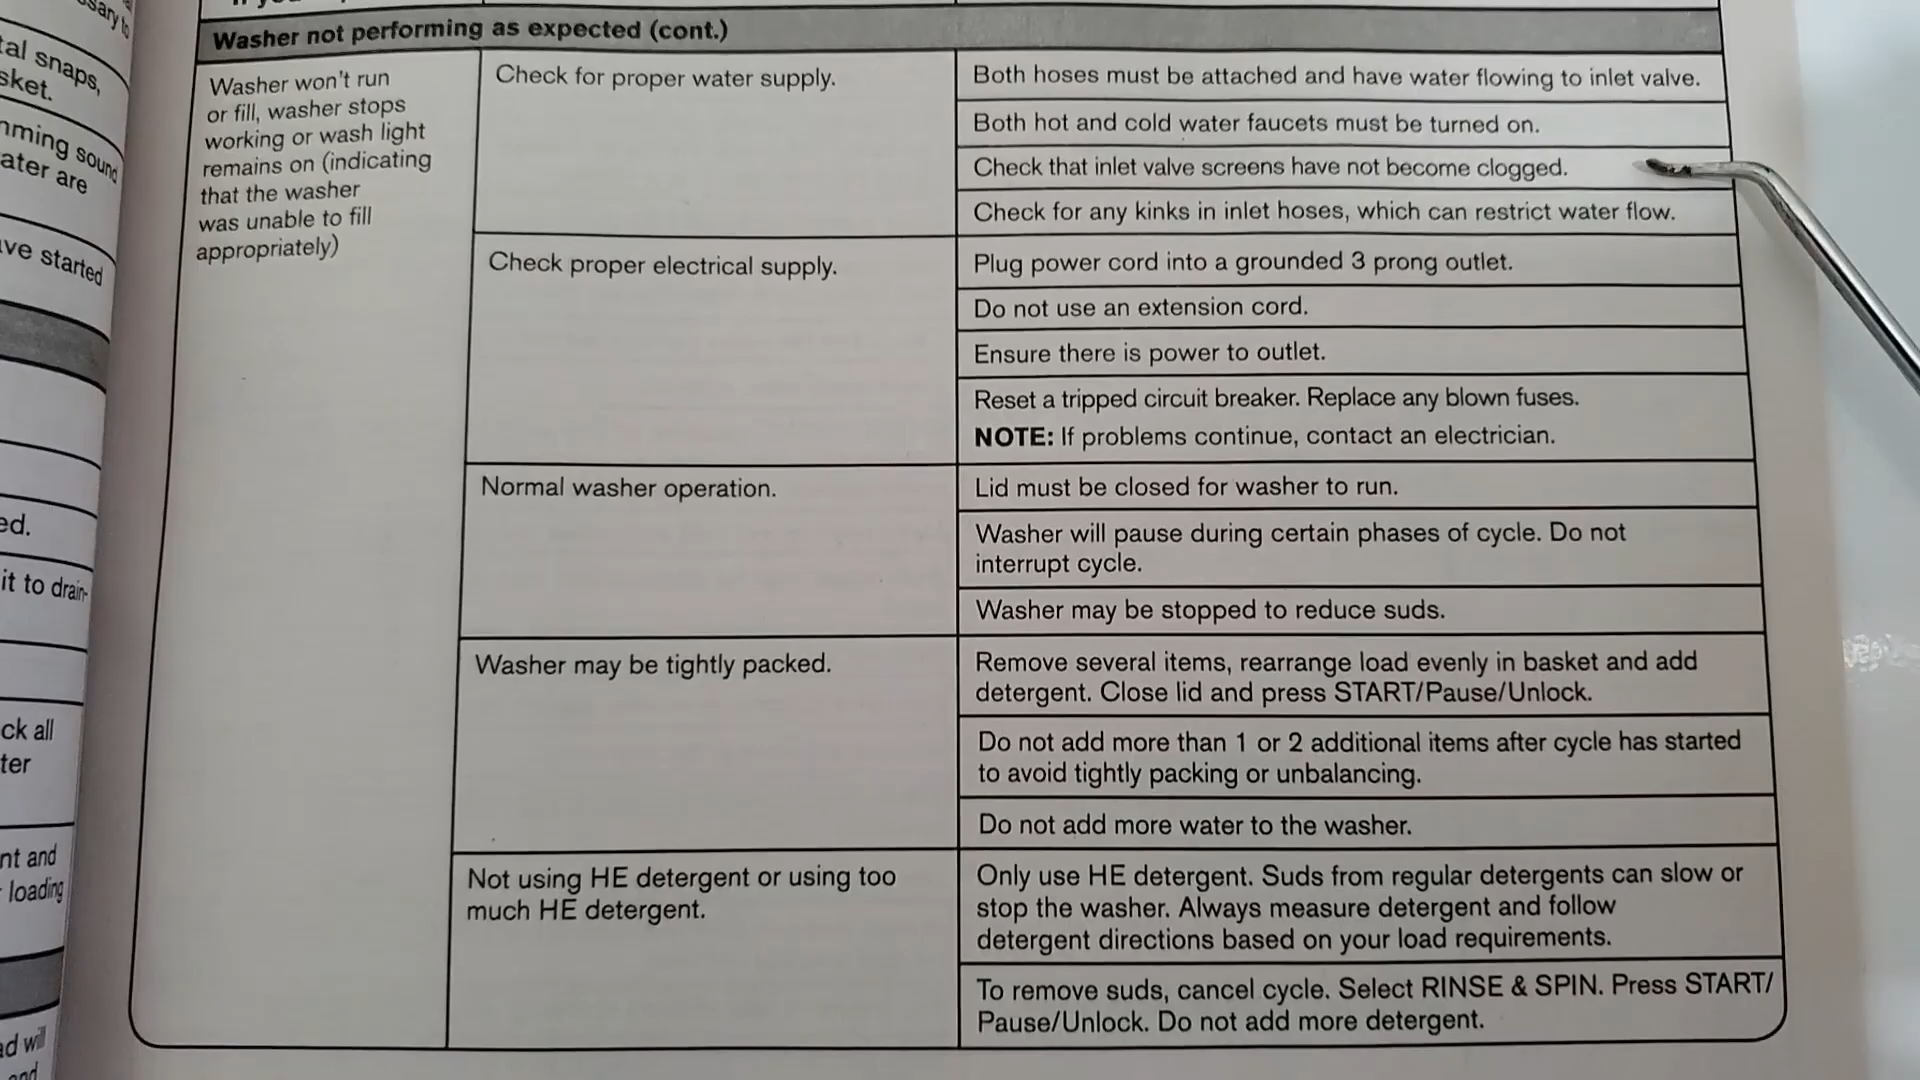 Washer not performing as expected (cont.)
Washer won't run
or fill, washer stops
working or wash light
remains on (indicating
that the washer
was unable to fill
appropriately)
Check for proper water supply.
Both hoses must be attached and have water flowing to inlet valve.
Both hot and cold water faucets must be turned on.
Check that inlet valve screens have not become clogged.
Check for any kinks in inlet hoses, which can restrict water flow.
Check proper electrical supply.
Plug power cord into a grounded 3 prong outlet.
Do not use an extension cord.
Ensure there is power to outlet.
Reset a tripped circuit breaker. Replace any blown fuses.
NOTE: If problems continue, contact an electrician.
Normal washer operation.
Lid must be closed for washer to run.
Washer will pause during certain phases of cycle. Do not
interrupt cycle.
Washer may be stopped to reduce suds.
Washer may be tightly packed.
Remove several items, rearrange load evenly in basket and add
detergent. Close lid and press START/Pause/Unlock.
Do not add more than 1 or 2 additional items after cycle has started
to avoid tightly packing or unbalancing.
Do not add more water to the washer.
Not using HE detergent or using too
much HE detergent.
Only use HE detergent. Suds from regular detergents can slow or
stop the washer. Always measure detergent and follow
detergent directions based on your load requirements.
To remove suds, cancel cycle. Select RINSE & SPIN. Press START/
Pause/Unlock. Do not add more detergent.
snaps,
sound
are
started
it to drain-
all
and
loading
will
and